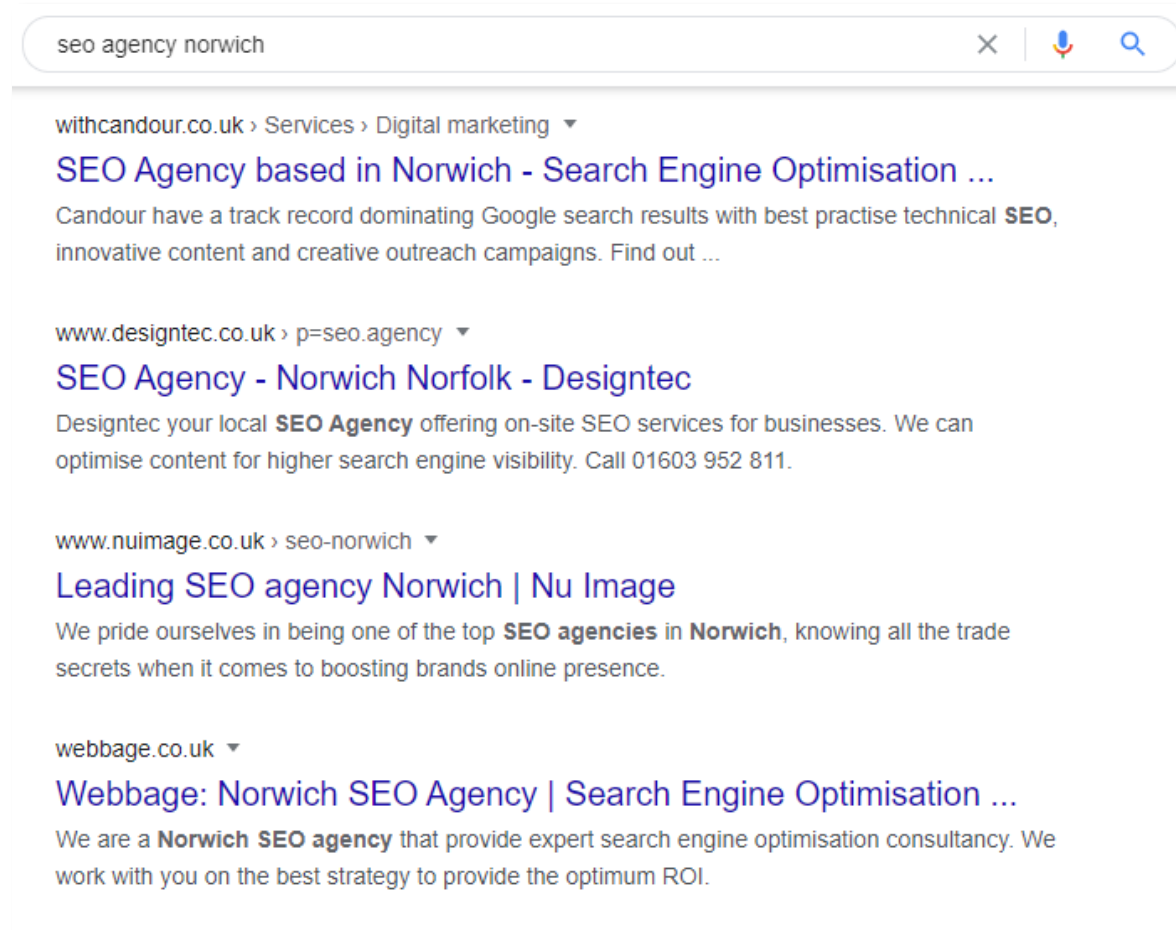 seo agency norwich
withcandour.co.uk › Services › Digital marketing
SEO Agency based in Norwich - Search Engine Optimisation ...
Candour have a track record dominating Google search results with best practise technical SEO,
innovative content and creative outreach campaigns. Find out ...
www.designtec.co.uk › p=seo.agency
SEO Agency - Norwich Norfolk - Designtec
Designtec your local SEO Agency offering on-site SEO services for businesses. We can
optimise content for higher search engine visibility. Call 01603 952 811.
www.nuimage.co.uk › seo-norwich
Leading SEO agency Norwich | Nu Image
We pride ourselves in being one of the top SEO agencies in Norwich, knowing all the trade
secrets when it comes to boosting brands online presence.
webbage.co.uk
Webbage: Norwich SEO Agency | Search Engine Optimisation ...
We are a Norwich SEO agency that provide expert search engine optimisation consultancy. We
work with you on the best strategy to provide the optimum ROI.